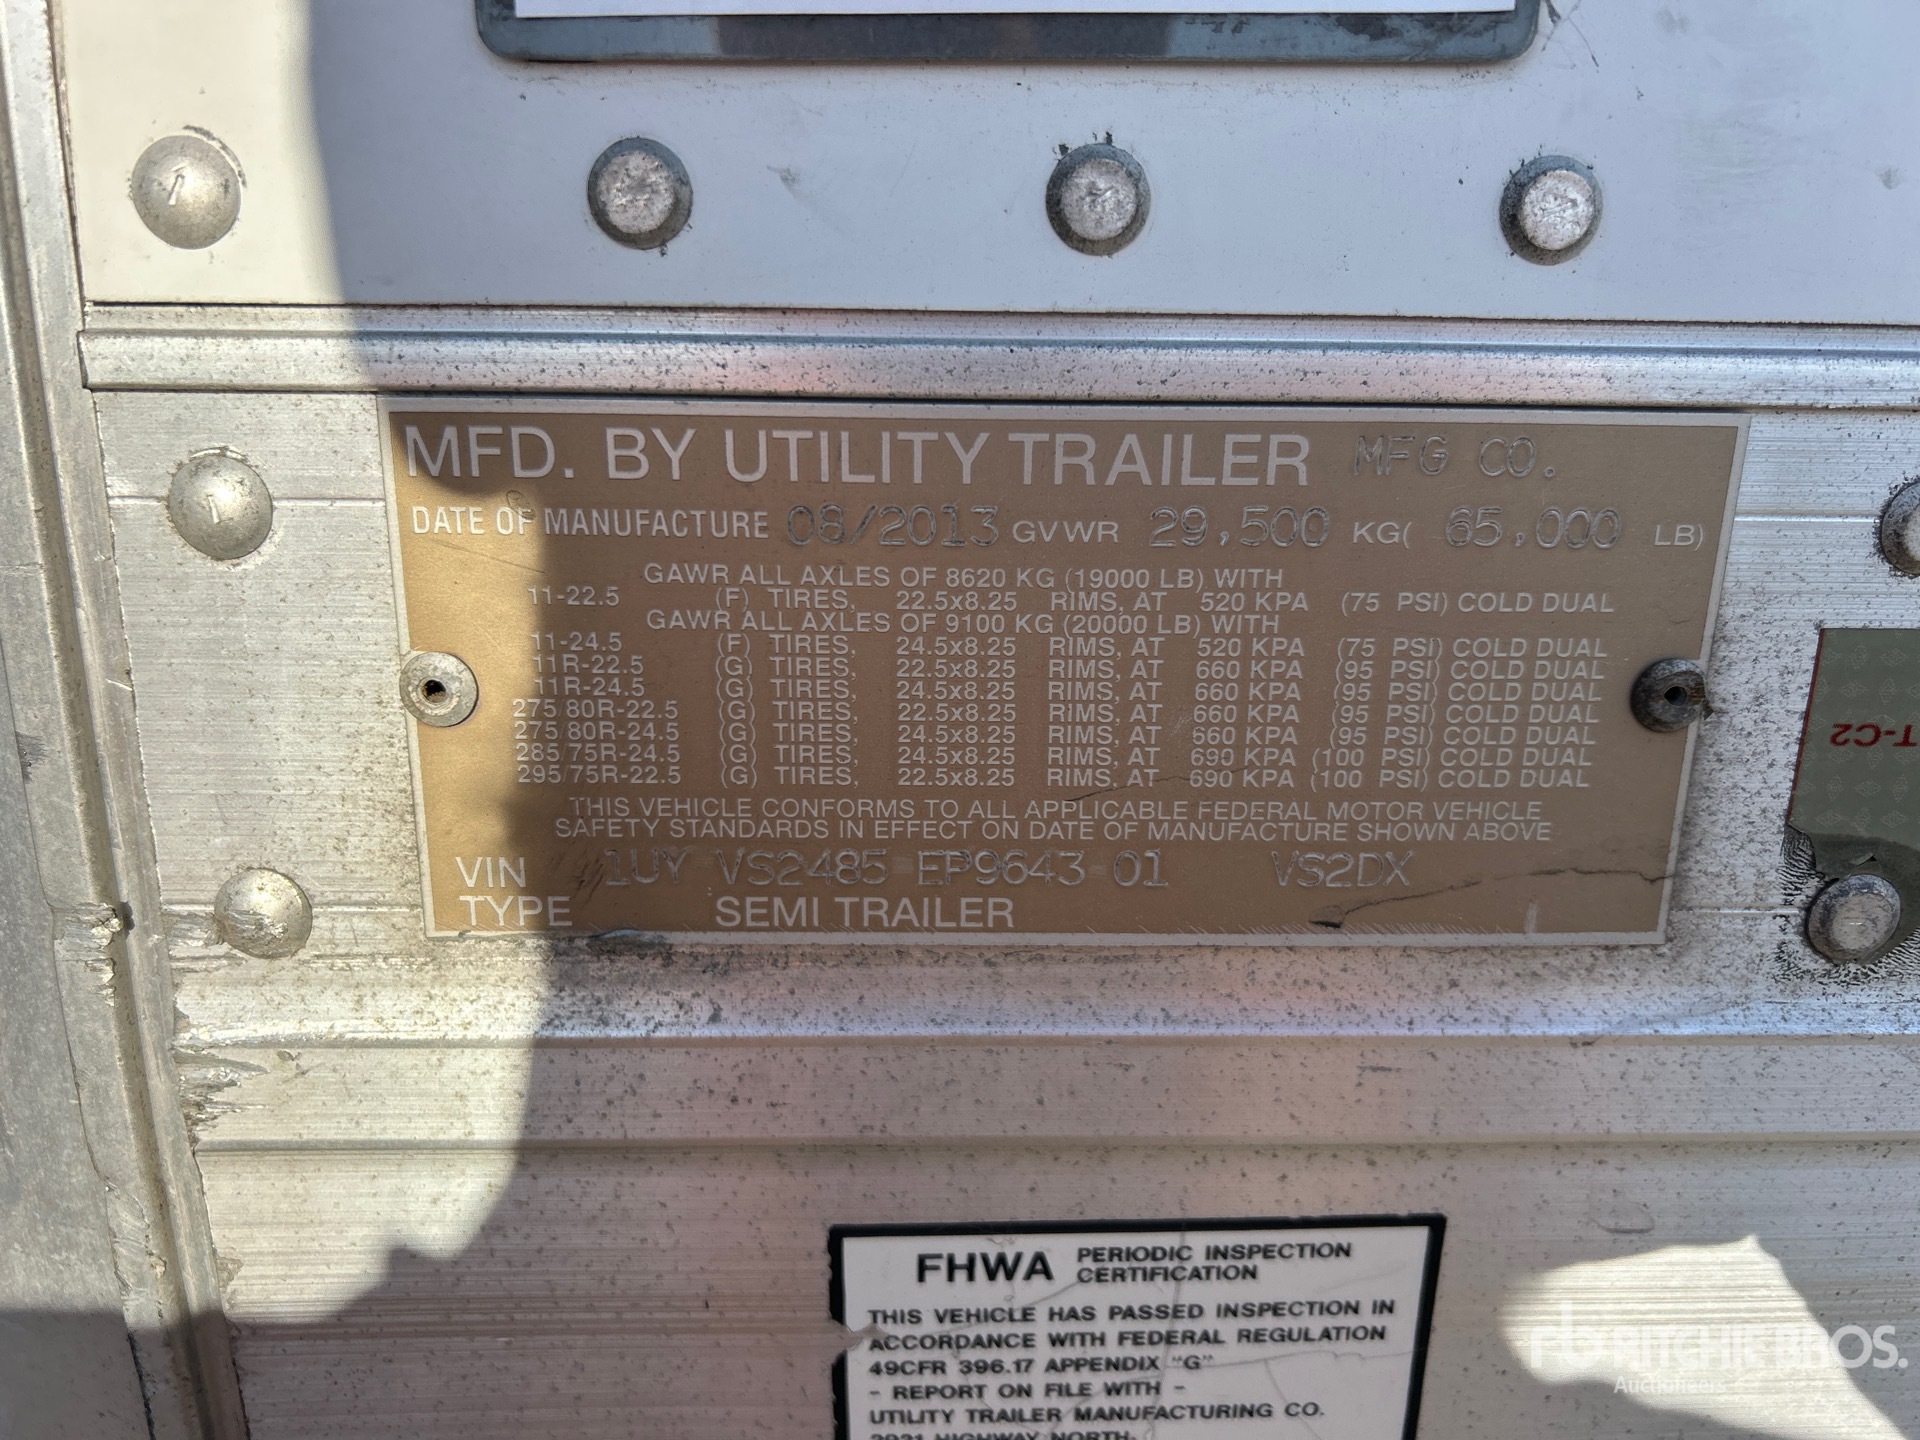 MFD. BY UTILITY TRAILER MFG CO.
DATE OF MANUFACTURE 08/2013 GVWR 29,500 KG( 65,000 LB)
GAWR ALL AXLES OF 8620 KG (19000 LB) WITH
11-22.5 (F) TIRES, 22.5x8.25 RIMS, AT 520 KPA (75 PSI) COLD DUAL
GAWR ALL AXLES OF 9100 KG (20000 LB) WITH
11-24.5 (F) TIRES, 24.5x8.25 RIMS, AT 520 KPA (75 PSI) COLD DUAL
11R-22.5 (G) TIRES, 22.5x8.25 RIMS, AT 660 KPA (95 PSI) COLD DUAL
11R-24.5 (G) TIRES, 24.5x8.25 RIMS, AT 660 KPA (95 PSI) COLD DUAL
275/80R-22.5 (G) TIRES, 22.5x8.25 RIMS, AT 660 KPA (95 PSI) COLD DUAL
275/80R-24.5 (G) TIRES, 24.5x8.25 RIMS, AT 660 KPA (95 PSI) COLD DUAL
285/75R-24.5 (G) TIRES, 24.5x8.25 RIMS, AT 690 KPA (100 PSI) COLD DUAL
295/75R-22.5 (G) TIRES, 22.5x8.25 RIMS, AT 690 KPA (100 PSI) COLD DUAL
THIS VEHICLE CONFORMS TO ALL APPLICABLE FEDERAL MOTOR VEHICLE
SAFETY STANDARDS IN EFFECT ON DATE OF MANUFACTURE SHOWN ABOVE
VIN 1UY VS2485 EP9643 01 VS2DX
TYPE SEMI TRAILER
T-C2
FHWA PERIODIC INSPECTION
CERTIFICATION
THIS VEHICLE HAS PASSED INSPECTION IN
ACCORDANCE WITH FEDERAL REGULATION
49CFR 396.17 APPENDIX "G"
- REPORT ON FILE WITH -
UTILITY TRAILER MANUFACTURING CO.
2921 HIGHWAY NORTH,
rb RITCHIE BROS.
Auctioneers